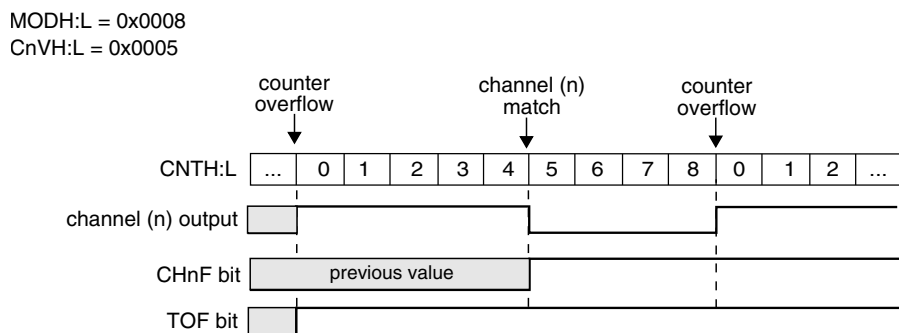 MODH:L = 0x0008
CnVH:L = 0x0005
counter
overflow
channel (n)
match
counter
overflow
CNTH:L ... 0 1 2 3 4 5 6 7 8 0 1 2 ...
channel (n) output
CHnF bit previous value
TOF bit